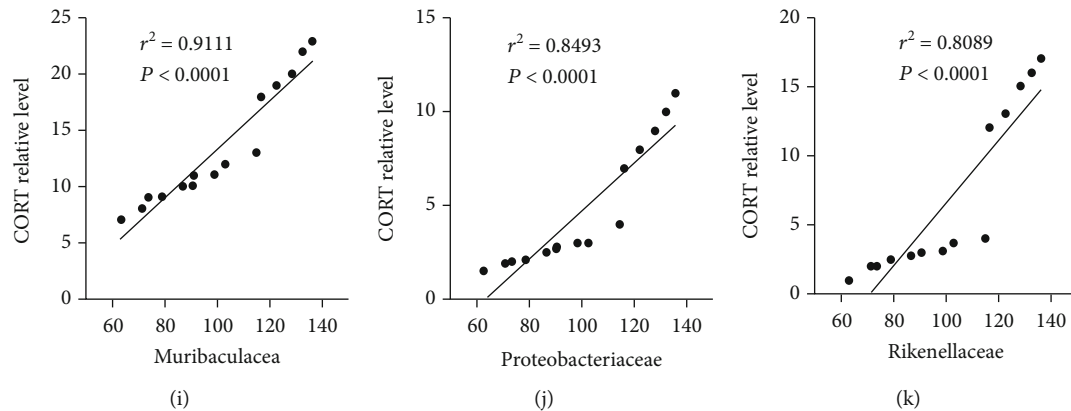 25
20
15
10
5
0
CORT relative level
r² = 0.9111
P < 0.0001
60 80 100 120 140
Muribaculacea
(i)
15
10
5
0
CORT relative level
r² = 0.8493
P < 0.0001
60 80 100 120 140
Proteobacteriaceae
(j)
20
15
10
5
0
CORT relative level
r² = 0.8089
P < 0.0001
60 80 100 120 140
Rikenellaceae
(k)